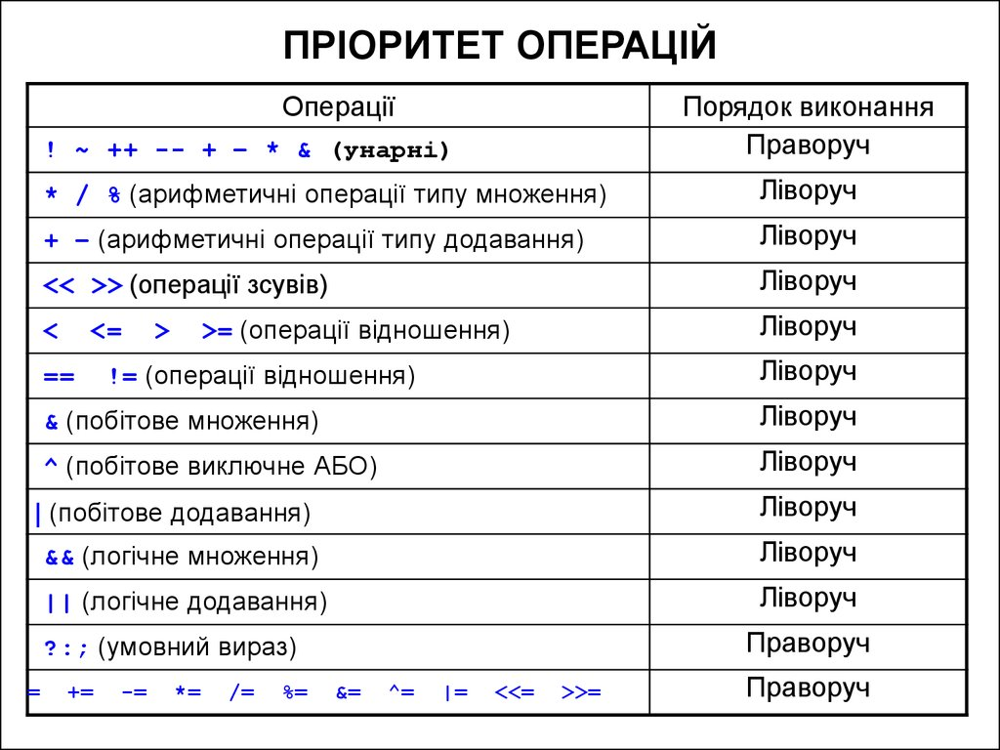 ПРІОРИТЕТ ОПЕРАЦІЙ
Операції Порядок виконання
! ~ ++ -- + – * & (унарні) Праворуч
* / % (арифметичні операції типу множення) Ліворуч
+ – (арифметичні операції типу додавання) Ліворуч
<< >> (операції зсувів) Ліворуч
< <= > >= (операції відношення) Ліворуч
== != (операції відношення) Ліворуч
& (побітове множення) Ліворуч
^ (побітове виключне АБО) Ліворуч
| (побітове додавання) Ліворуч
&& (логічне множення) Ліворуч
|| (логічне додавання) Ліворуч
?:; (умовний вираз) Праворуч
= += -= *= /= %= &= ^= |= <<= >>= Праворуч